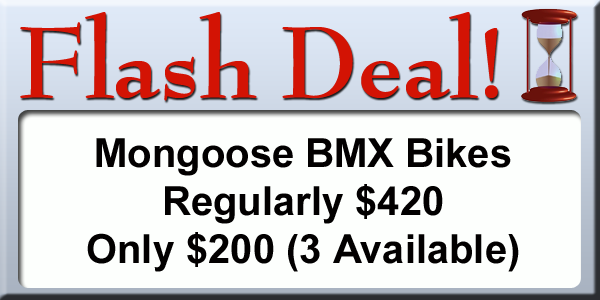 Flash Deal!
Mongoose BMX Bikes
Regularly $420
Only $200 (3 Available)